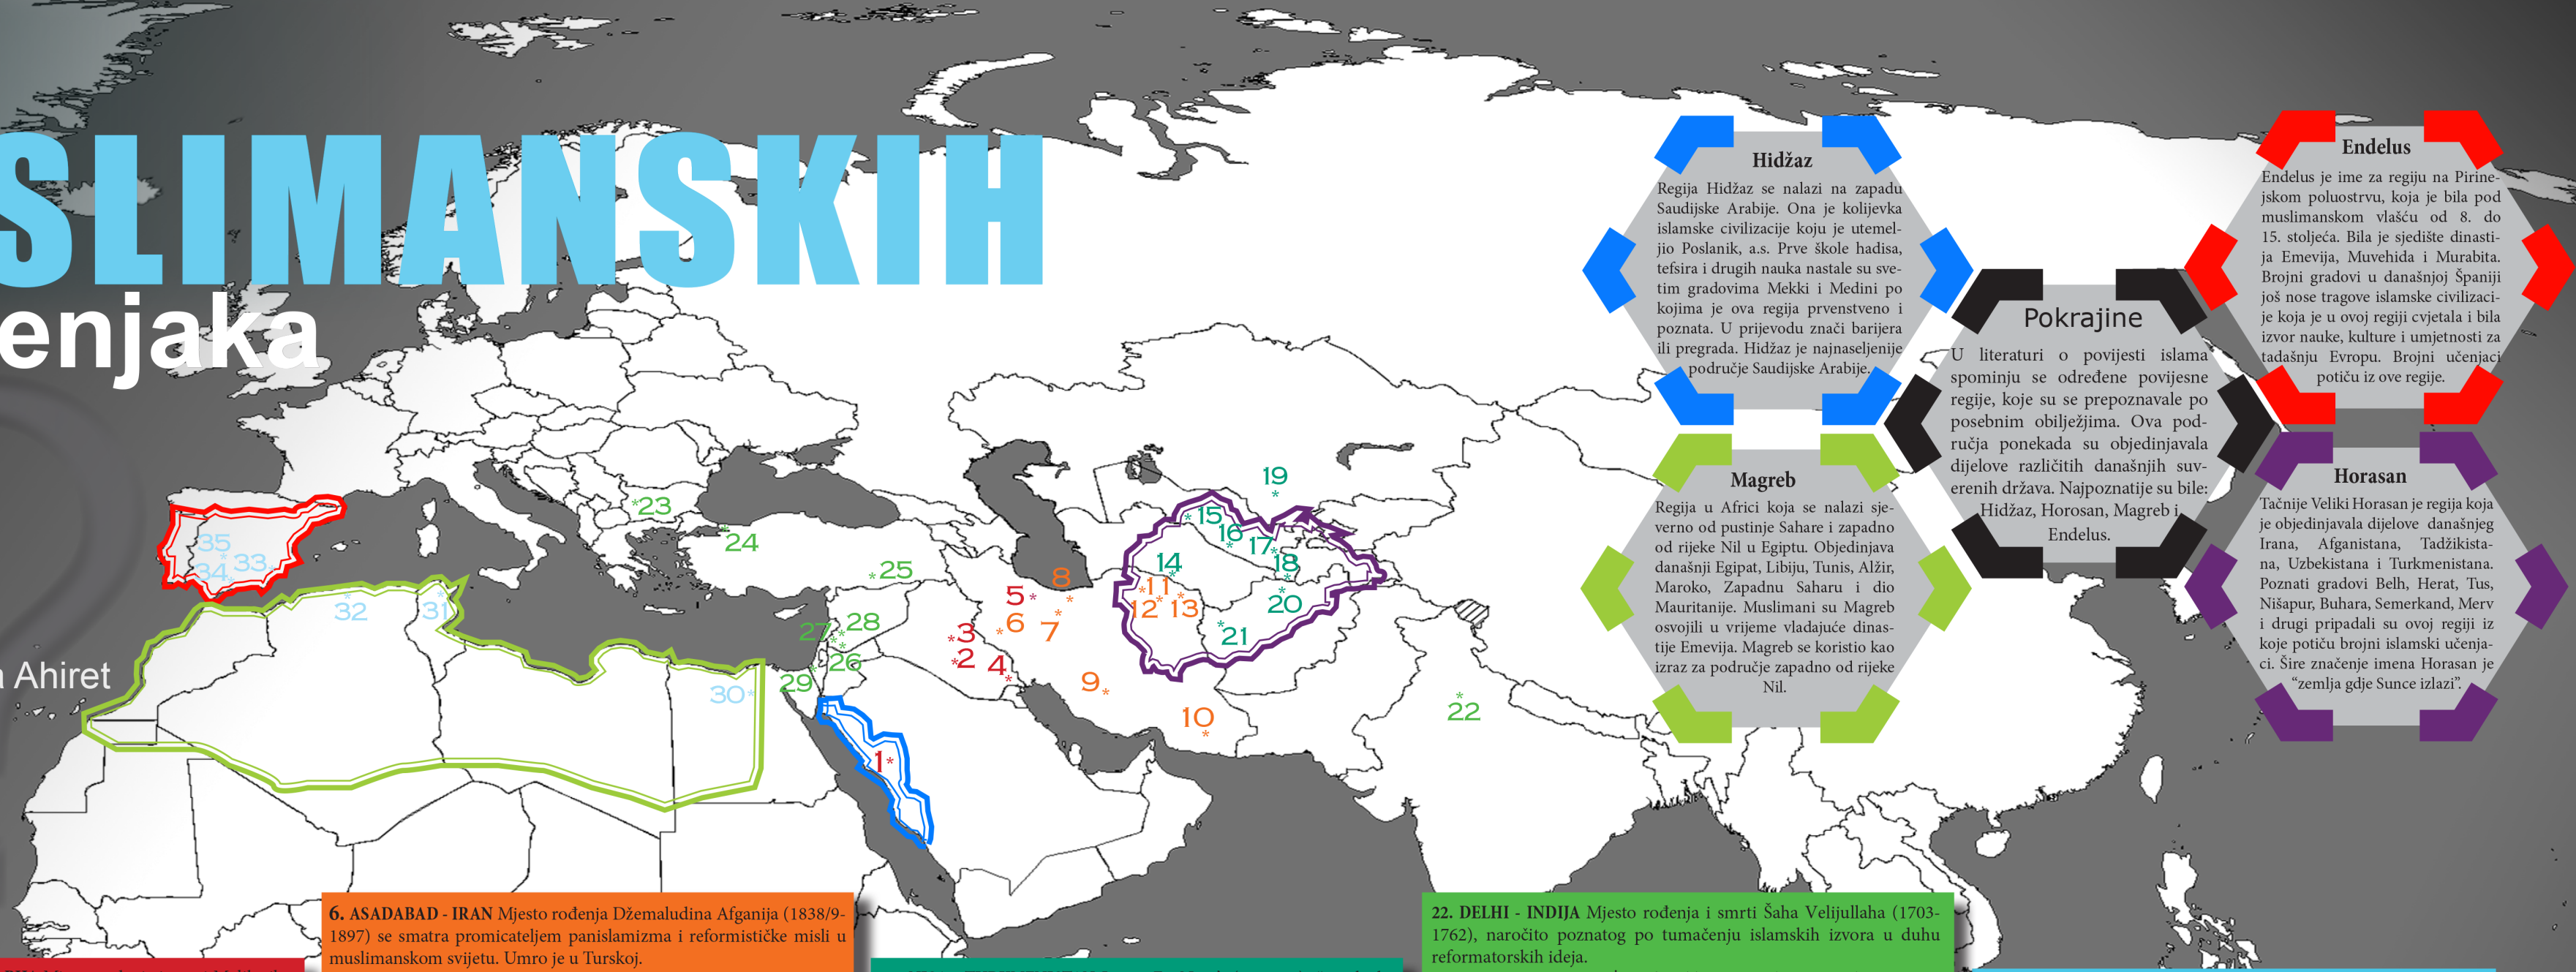 SLIMANSKIH
enjaka
a Ahiret
Hidžaz
Regija Hidžaz se nalazi na zapadu
Saudijske Arabije. Ona je kolijevka
islamske civilizacije koju je utemel-
jio Poslanik, a.s. Prve škole hadisa,
tefsira i drugih nauka nastale su sve-
tim gradovima Mekki i Medini po
kojima je ova regija prvenstveno i
poznata. U prijevodu znači barijera
ili pregrada. Hidžaz je najnaseljenije
područje Saudijske Arabije.
Endelus
Endelus je ime za regiju na Pirine-
jskom poluostrvu, koja je bila pod
muslimanskom vlašću od 8. do
15. stoljeća. Bila je sjedište dinasti-
ja Emevija, Muvehida i Murabita.
Brojni gradovi u današnjoj Španiji
još nose tragove islamske civilizaci-
je koja je u ovoj regiji cvjetala i bila
izvor nauke, kulture i umjetnosti za
tadašnju Evropu. Brojni učenjaci
potiču iz ove regije.
Pokrajine
U literaturi o povijesti islama
spominju se određene povijesne
regije, koje su se prepoznavale po
posebnim obilježjima. Ova pod-
ručja ponekada su objedinjavala
dijelove različitih današnjih suv-
erenih država. Najpoznatije su bile:
Hidžaz, Horosan, Magreb i
Endelus.
Magreb
Regija u Africi koja se nalazi sje-
verno od pustinje Sahare i zapadno
od rijeke Nil u Egiptu. Objedinjava
današnji Egipat, Libiju, Tunis, Alžir,
Maroko, Zapadnu Saharu i dio
Mauritanije. Muslimani su Magreb
osvojili u vrijeme vladajuće dinas-
tije Emevija. Magreb se koristio kao
izraz za područje zapadno od rijeke
Nil.
Horasan
Tačnije Veliki Horasan je regija koja
je objedinjavala dijelove današnjeg
Irana, Afganistana, Tadžikista-
na, Uzbekistana i Turkmenistana.
Poznati gradovi Belh, Herat, Tus,
Nišapur, Buhara, Semerkand, Merv
i drugi pripadali su ovoj regiji iz
koje potiču brojni islamski učenja-
ci. Šire značenje imena Horasan je
“zemlja gdje Sunce izlazi”.
19
23
15
16
24
35
17
33
14
18
25
34
8
11
5
20
32
31
12
13
6
7
28
27
3
21
26
2
4
29
9
30
22
10
1
6. ASADABAD - IRAN Mjesto rođenja Džemaludina Afganija (1838/9-
1897) se smatra promicateljem panislamizma i reformističke misli u
muslimanskom svijetu. Umro je u Turskoj.
22. DELHI - INDIJA Mjesto rođenja i smrti Šaha Velijullaha (1703-
1762), naročito poznatog po tumačenju islamskih izvora u duhu
reformatorskih ideja.